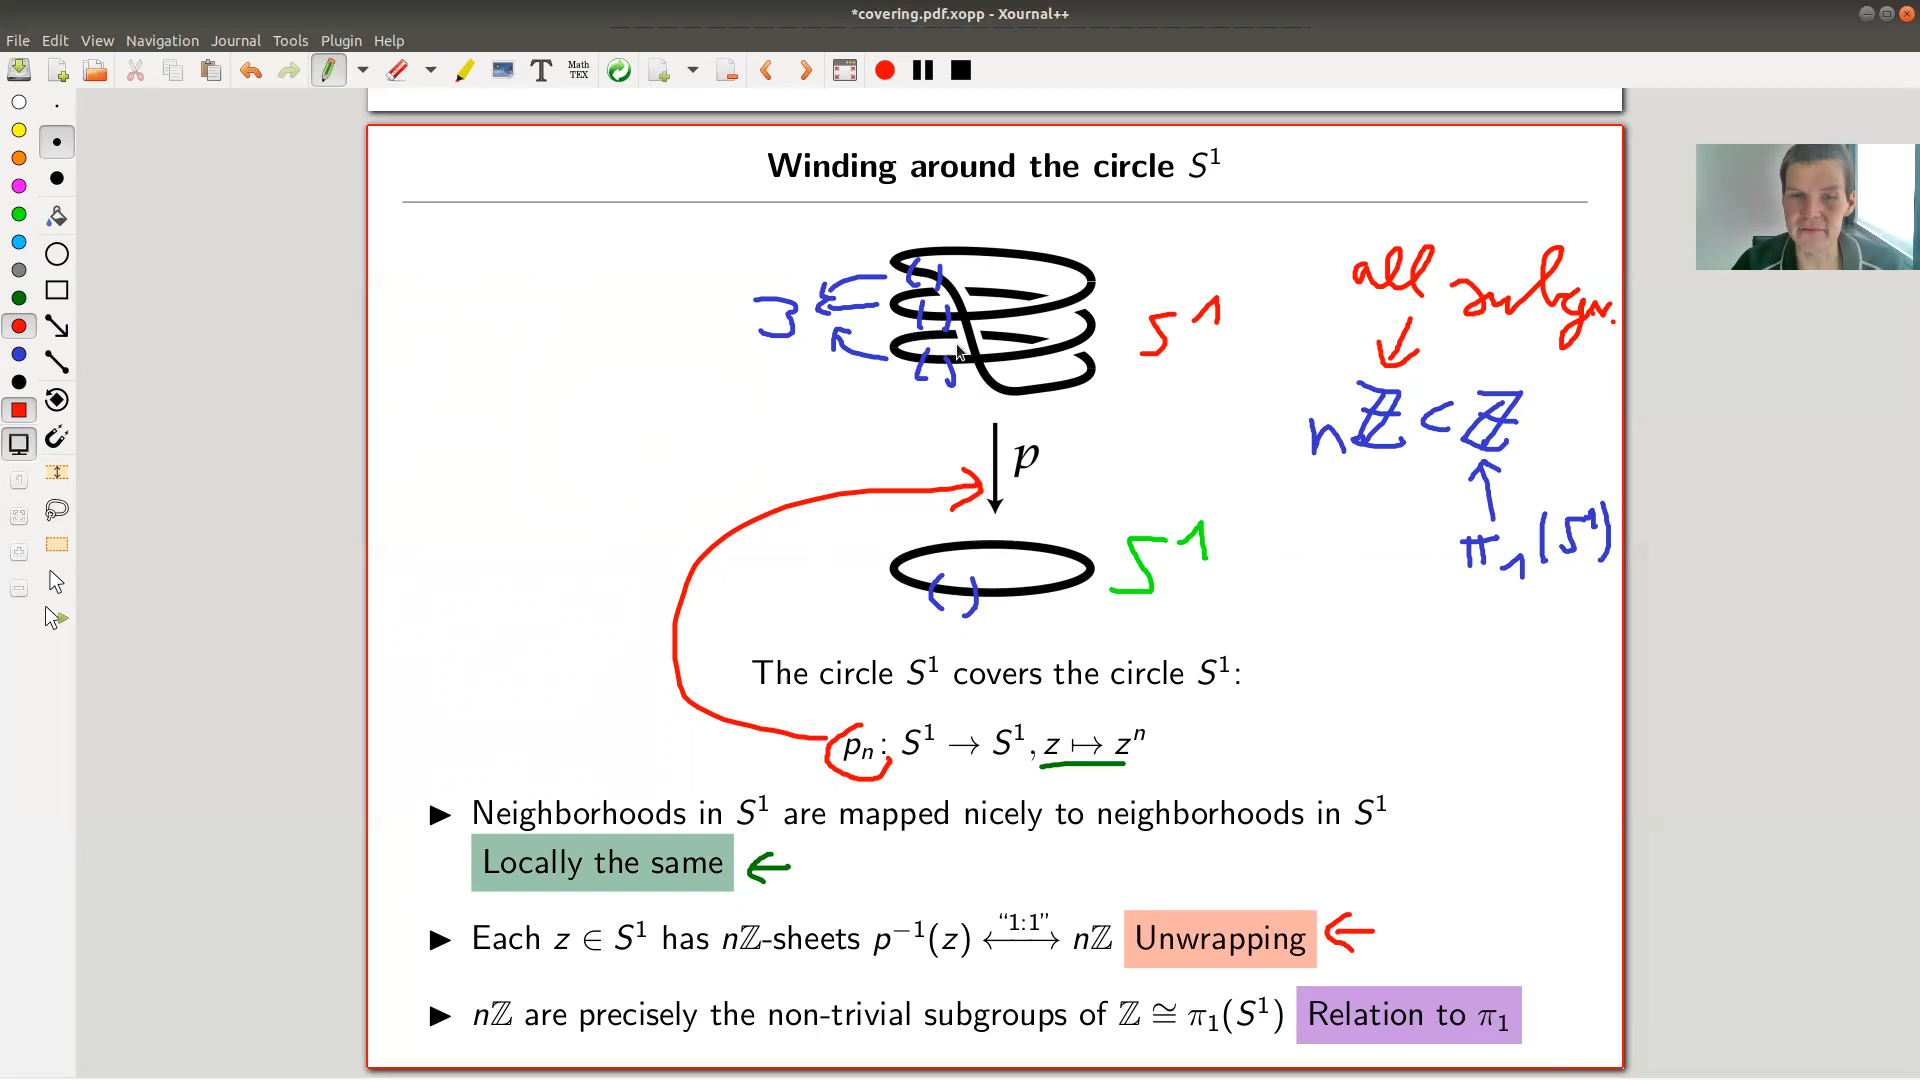 *covering.pdf.xopp - Xournal++
File Edit View Navigation Journal Tools Plugin Help
Math TEX
Winding around the circle S¹
3
S¹
all subgr.
nℤ ⊂ ℤ
π₁(S¹)
p
S¹
The circle S¹ covers the circle S¹:
pₙ: S¹ → S¹, z ↦ zⁿ
▶ Neighborhoods in S¹ are mapped nicely to neighborhoods in S¹
Locally the same
▶ Each z ∈ S¹ has nℤ-sheets p⁻¹(z) ⟷ “1:1” nℤ Unwrapping
▶ nℤ are precisely the non-trivial subgroups of ℤ ≅ π₁(S¹) Relation to π₁